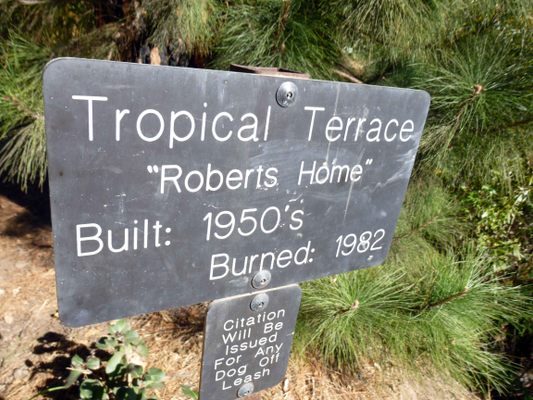 Tropical Terrace
"Roberts Home"
Built: 1950's
Burned: 1982
Citation
Will Be
Issued
For Any
Dog Off
Leash